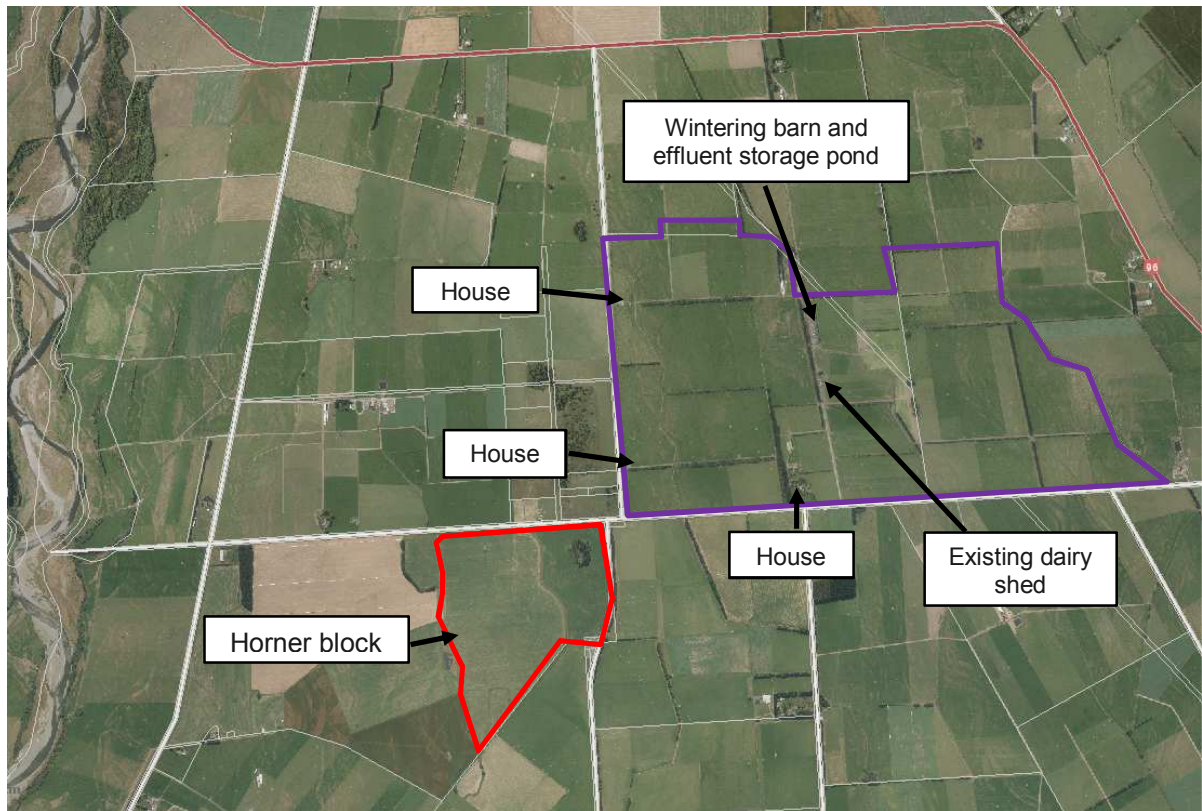 Wintering barn and
effluent storage pond
96
House
House
House
Existing dairy
shed
Horner block